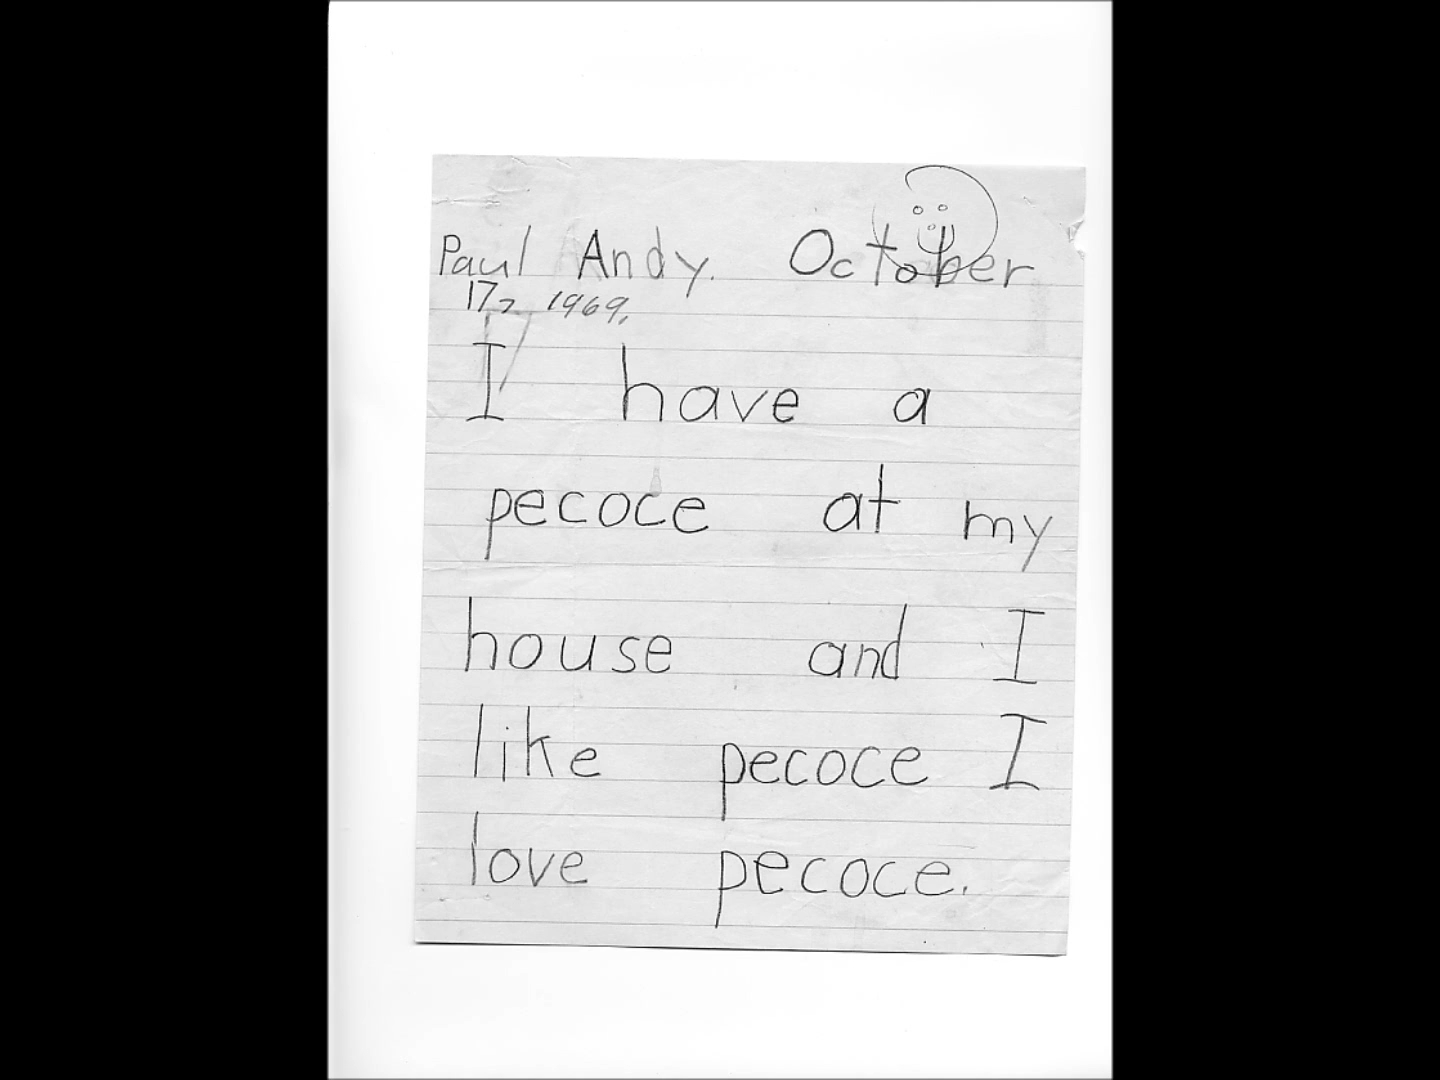 Paul Andy. October
17, 1969.
I have a
pecoce at my
house and I
like pecoce I
love pecoce.